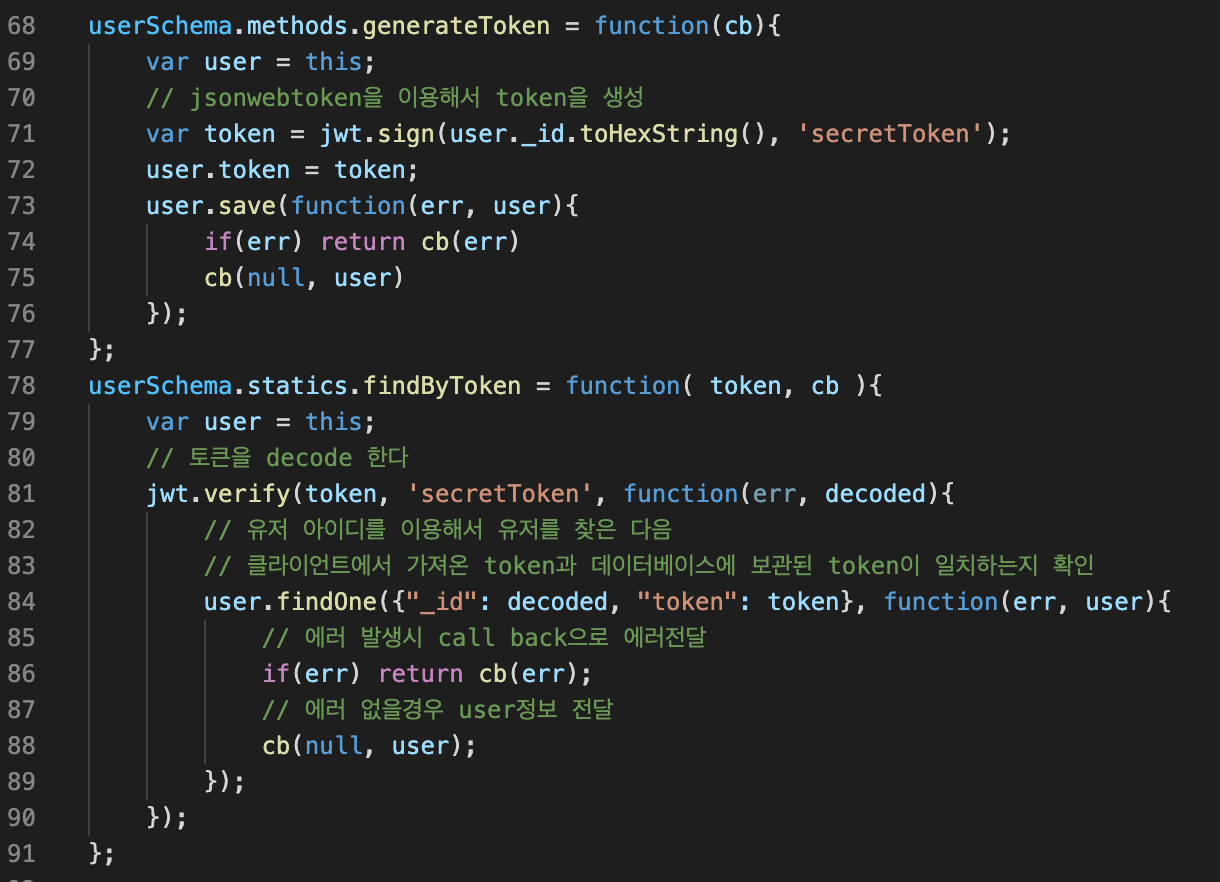 68 userSchema.methods.generateToken = function(cb){
69 var user = this;
70 // jsonwebtoken을 이용해서 token을 생성
71 var token = jwt.sign(user._id.toHexString(), 'secretToken');
72 user.token = token;
73 user.save(function(err, user){
74 if(err) return cb(err)
75 cb(null, user)
76 });
77 };
78 userSchema.statics.findByToken = function( token, cb ){
79 var user = this;
80 // 토큰을 decode 한다
81 jwt.verify(token, 'secretToken', function(err, decoded){
82 // 유저 아이디를 이용해서 유저를 찾은 다음
83 // 클라이언트에서 가져온 token과 데이터베이스에 보관된 token이 일치하는지 확인
84 user.findOne({"_id": decoded, "token": token}, function(err, user){
85 // 에러 발생시 call back으로 에러전달
86 if(err) return cb(err);
87 // 에러 없을경우 user정보 전달
88 cb(null, user);
89 });
90 });
91 };